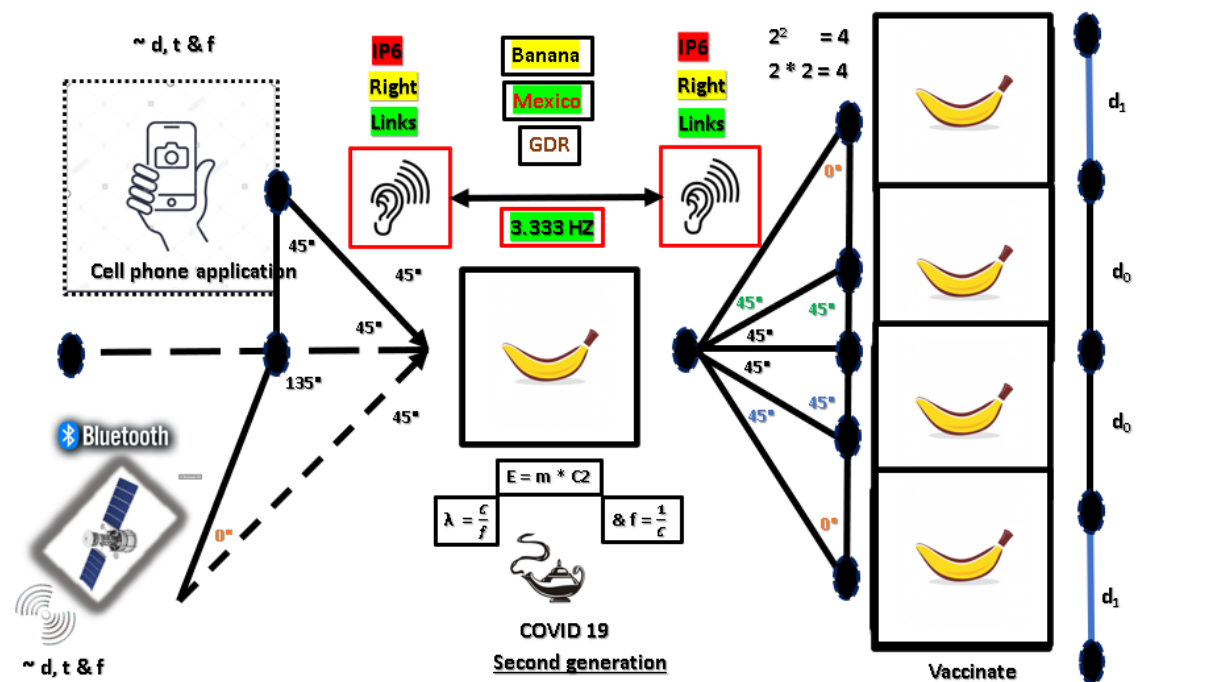 ~ d, t & f
Cell phone application
45°
45°
45°
135°
45°
0°
Bluetooth
~ d, t & f
IP6
Right
Links
Banana
Mexico
GDR
3.333 HZ
IP6
Right
Links
E = m * C2
λ = c/f
& f = 1/c
COVID 19
Second generation
2² = 4
2 * 2 = 4
0°
45°
45°
45°
45°
45°
45°
0°
Vaccinate
d₁
d₀
d₀
d₁